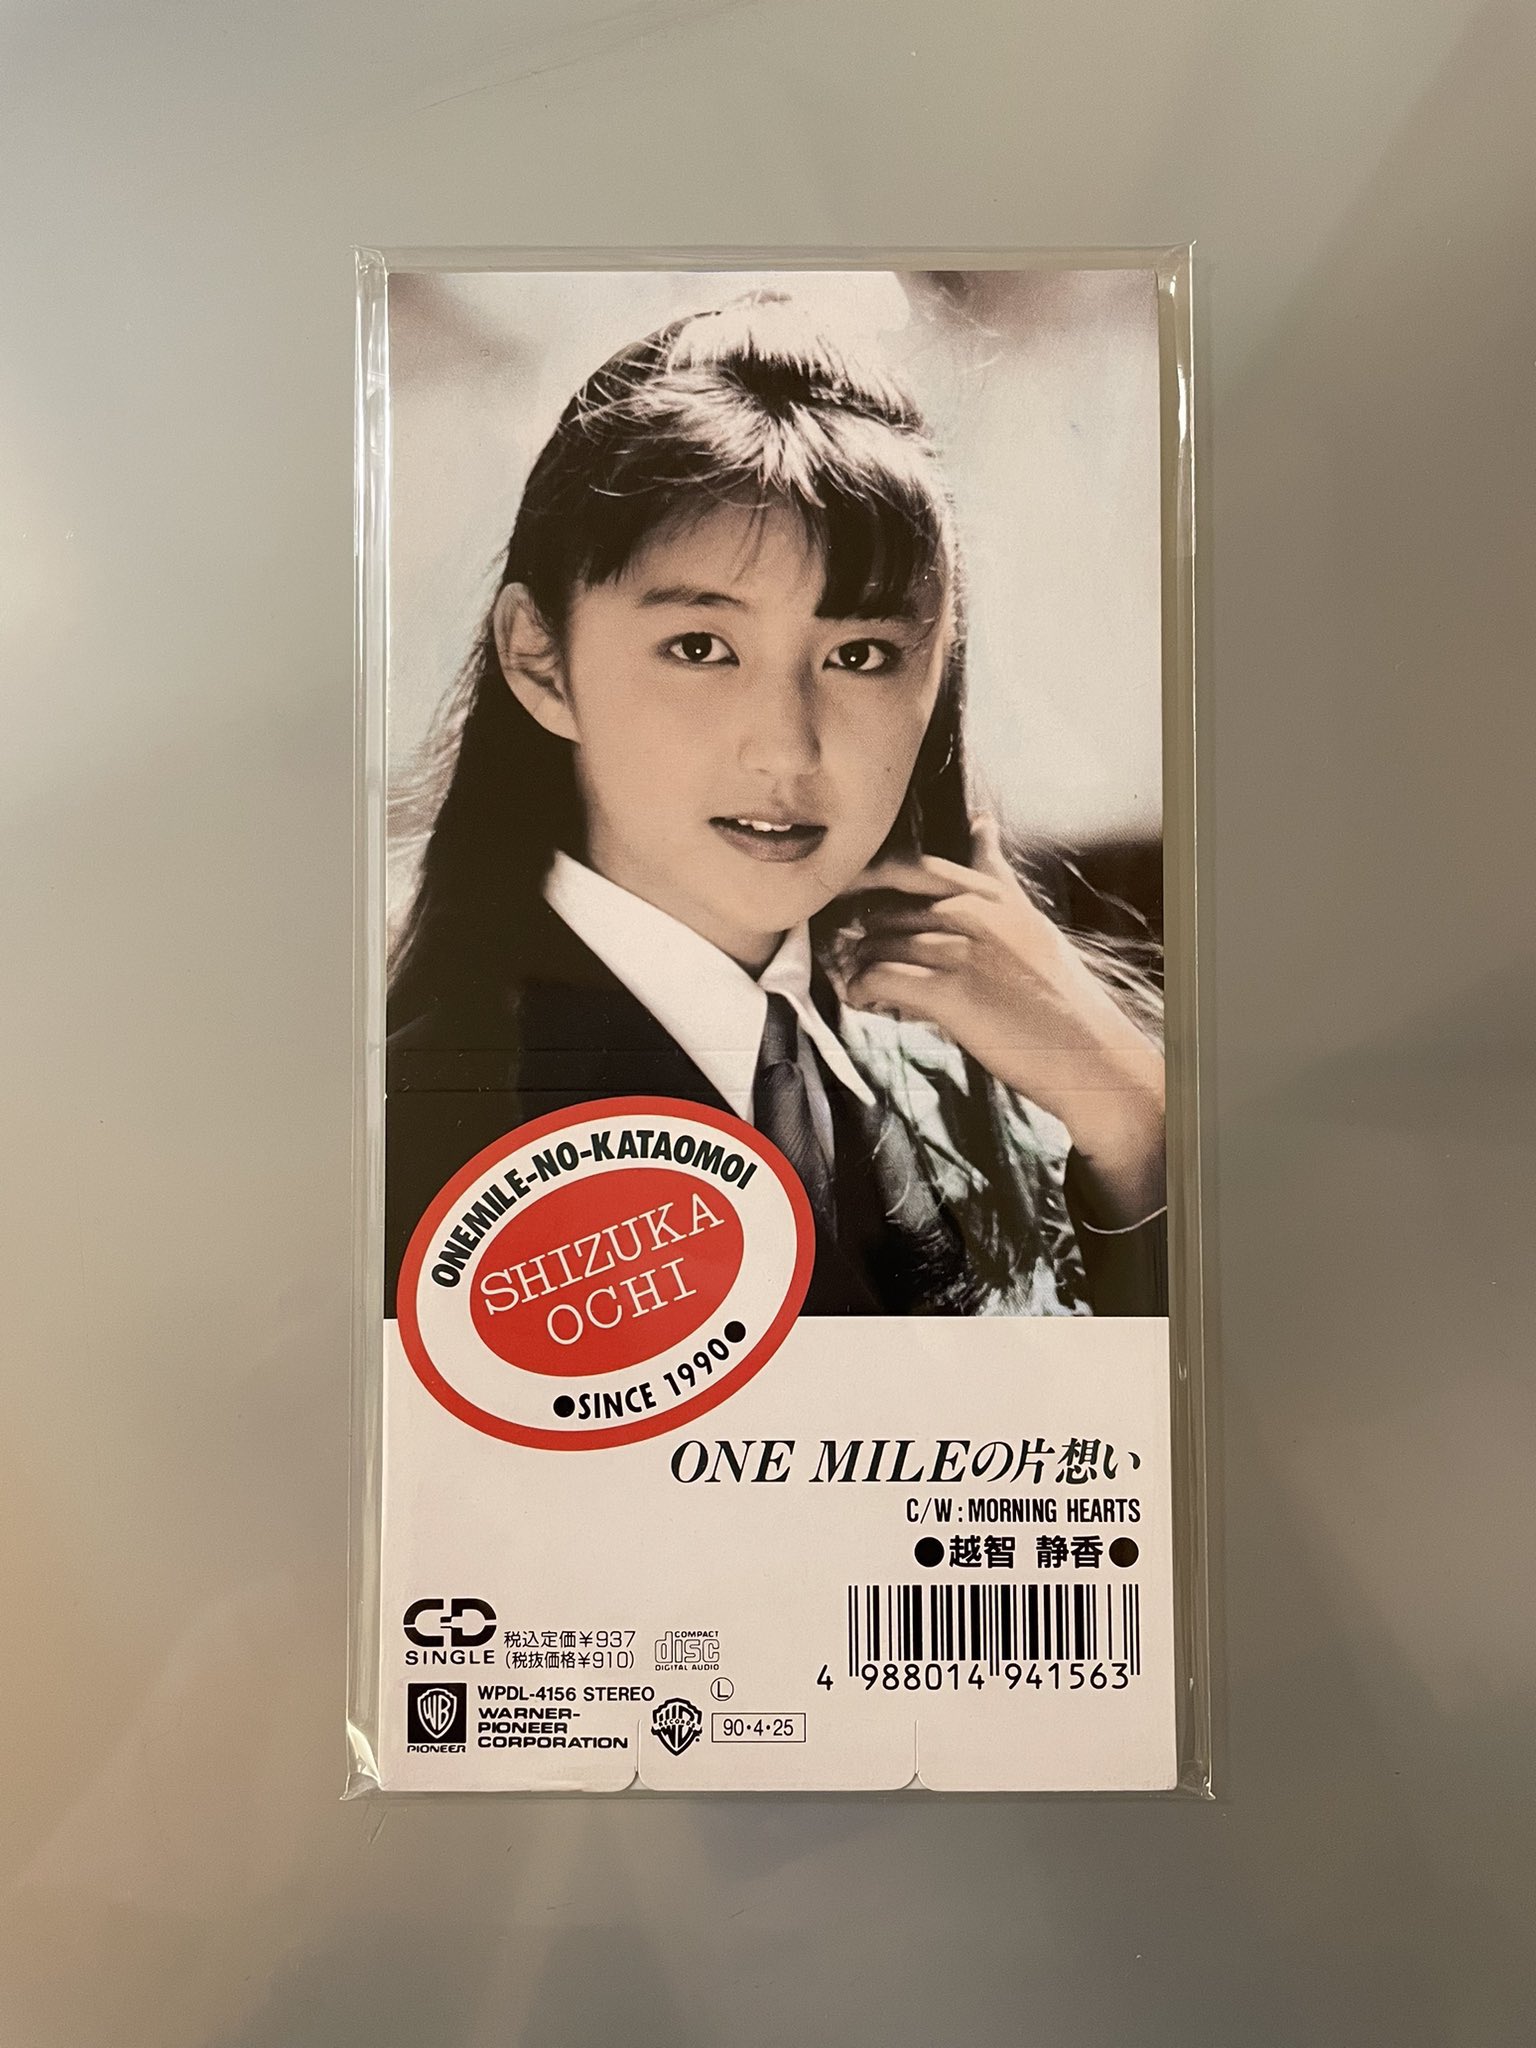 ONEMILE-NO-KATAOMOI
SHIZUKA
OCHI
●SINCE 1990●
ONE MILEの片想い
C/W:MORNING HEARTS
●越智 静香●
CD
SINGLE
税込定価¥937
(税抜価格¥910)
COMPACT
disc
DIGITAL AUDIO
4 988014 941563
WB
PIONEER
WPDL-4156 STEREO
WARNER-
PIONEER
CORPORATION
Ⓛ
RECORDS
90・4・25